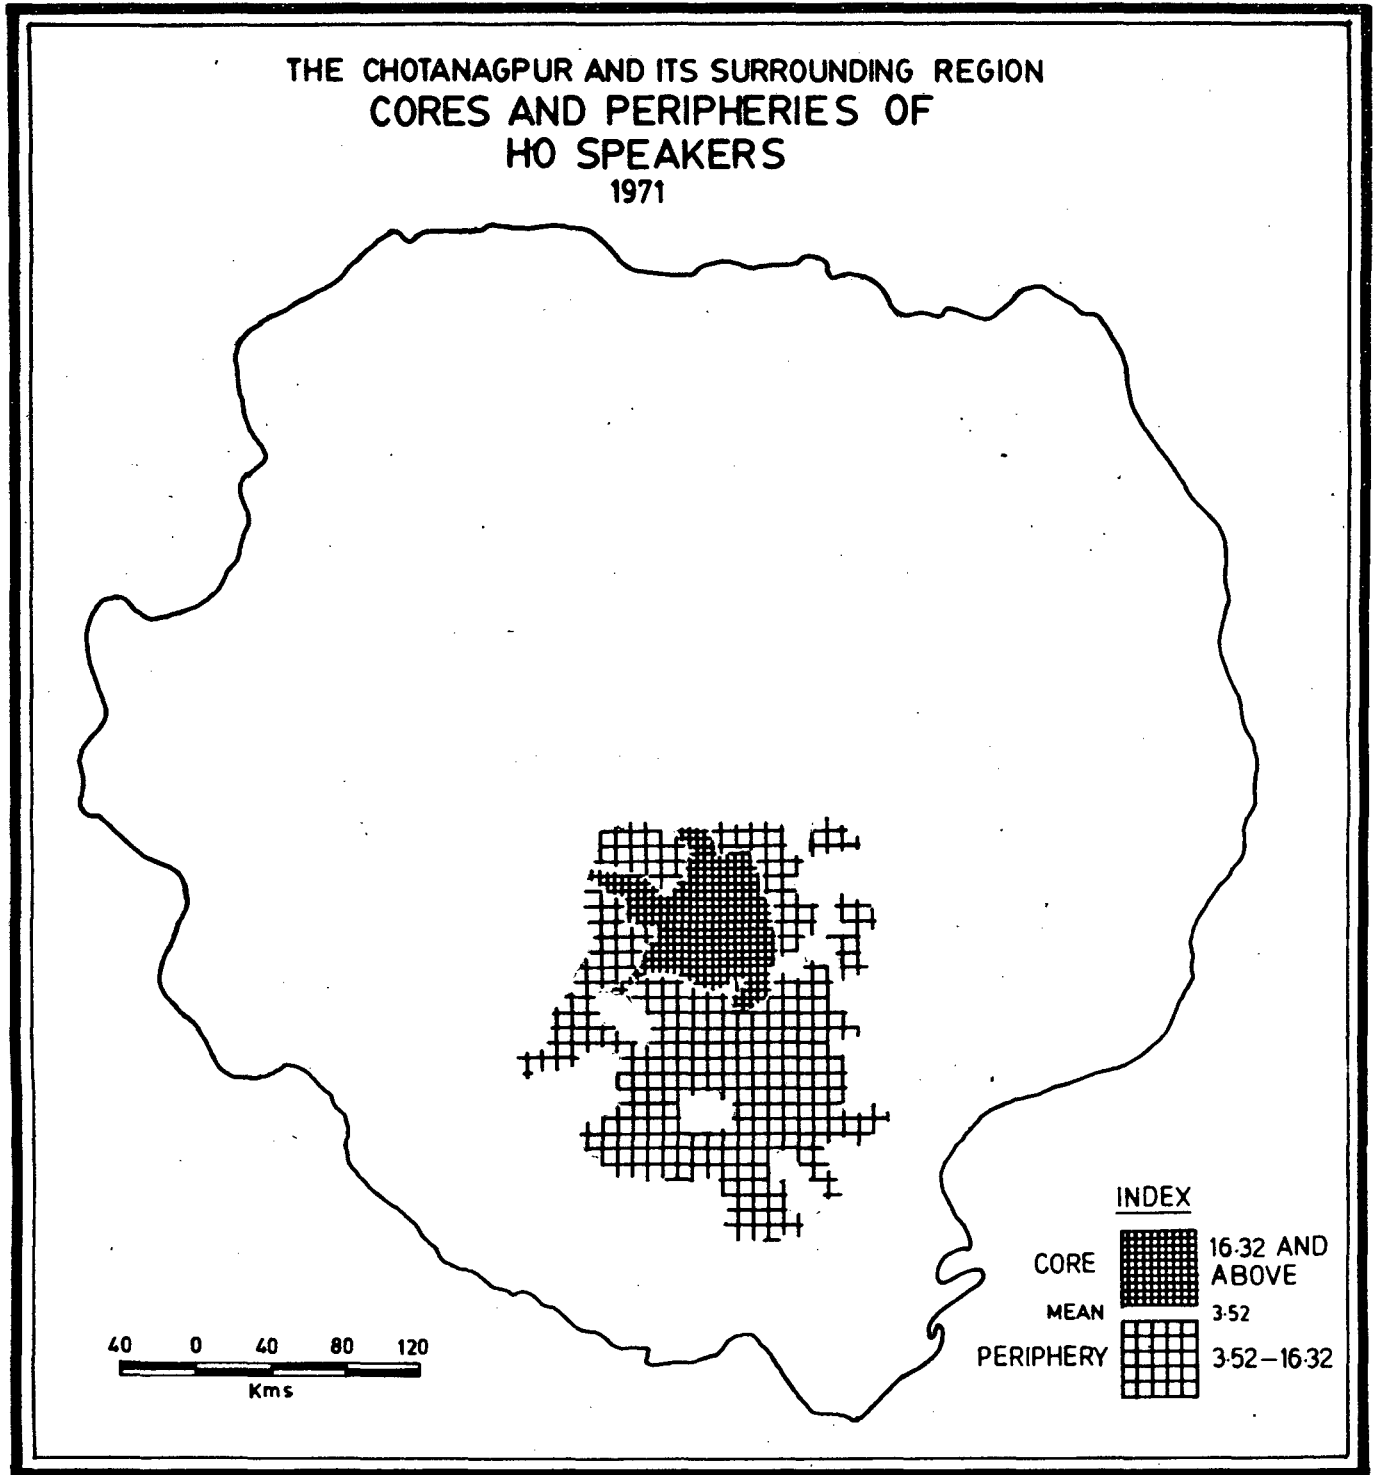 THE CHOTANAGPUR AND ITS SURROUNDING REGION
CORES AND PERIPHERIES OF
HO SPEAKERS
1971
INDEX
CORE
16·32 AND
ABOVE
MEAN 3·52
PERIPHERY 3·52–16·32
40 0 40 80 120
Kms